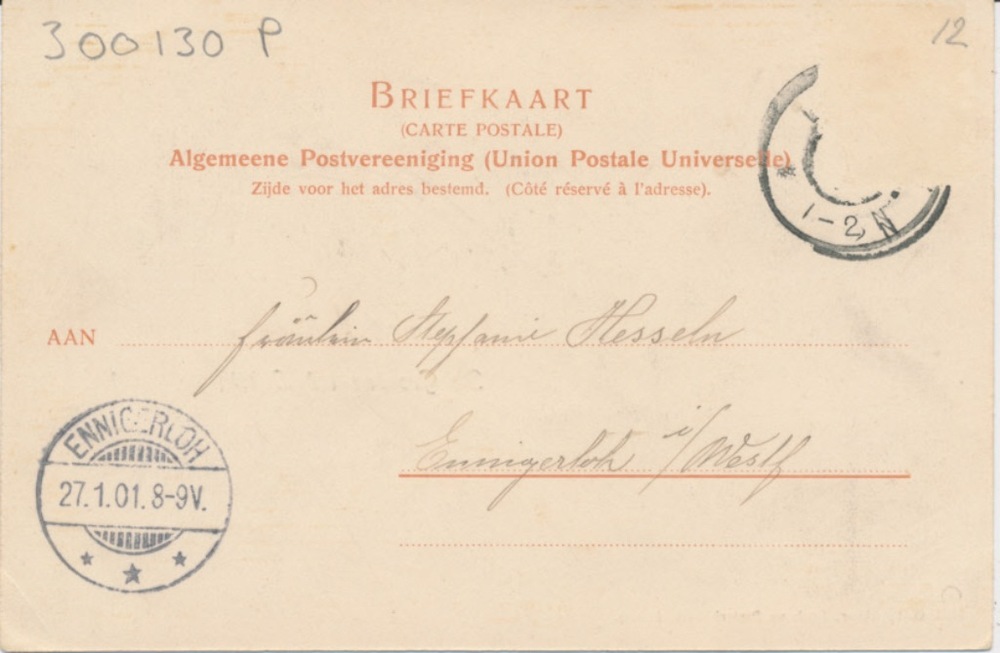 300130 P
12
BRIEFKAART
(CARTE POSTALE)
Algemeene Postvereeniging (Union Postale Universelle)
Zijde voor het adres bestemd. (Côté réservé à l'adresse).
1-2 N
AAN Fräulein Stephanie Hesseln
Ennigerloh i/Westf
ENNIGERLOH
27.1.01.8-9V.